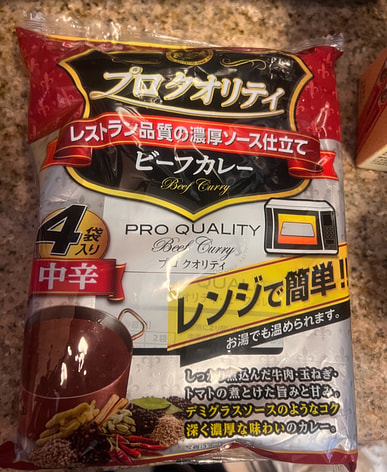 プロ クオリティ
レストラン品質の濃厚ソース仕立て
ビーフカレー
Beef Curry
4袋入り
中辛
PRO QUALITY
Beef Curry
プロ クオリティ
レンジで簡単!!
お湯でも温められます。
しっかり煮込んだ牛肉・玉ねぎ・
トマトの煮とけた旨みと甘み。
デミグラスソースのようなコク
深く濃厚な味わいのカレー。